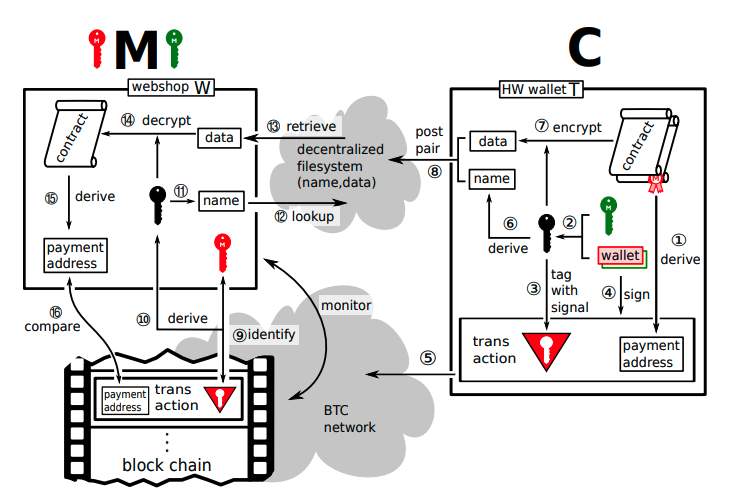 M
C
webshop W
HW wallet T
contract
⑭ decrypt
data
⑬ retrieve
decentralized
filesystem
(name,data)
post
pair
⑧
data
⑦ encrypt
contract
M
name
⑪
name
⑫ lookup
⑮ derive
payment
address
M
M
M
M
⑥
derive
②
wallet
①
derive
③ tag
with
signal
④ sign
⑯
compare
⑩ derive
⑨identify
monitor
trans
action
payment
address
⑤
payment
address
trans
action
BTC
network
block chain